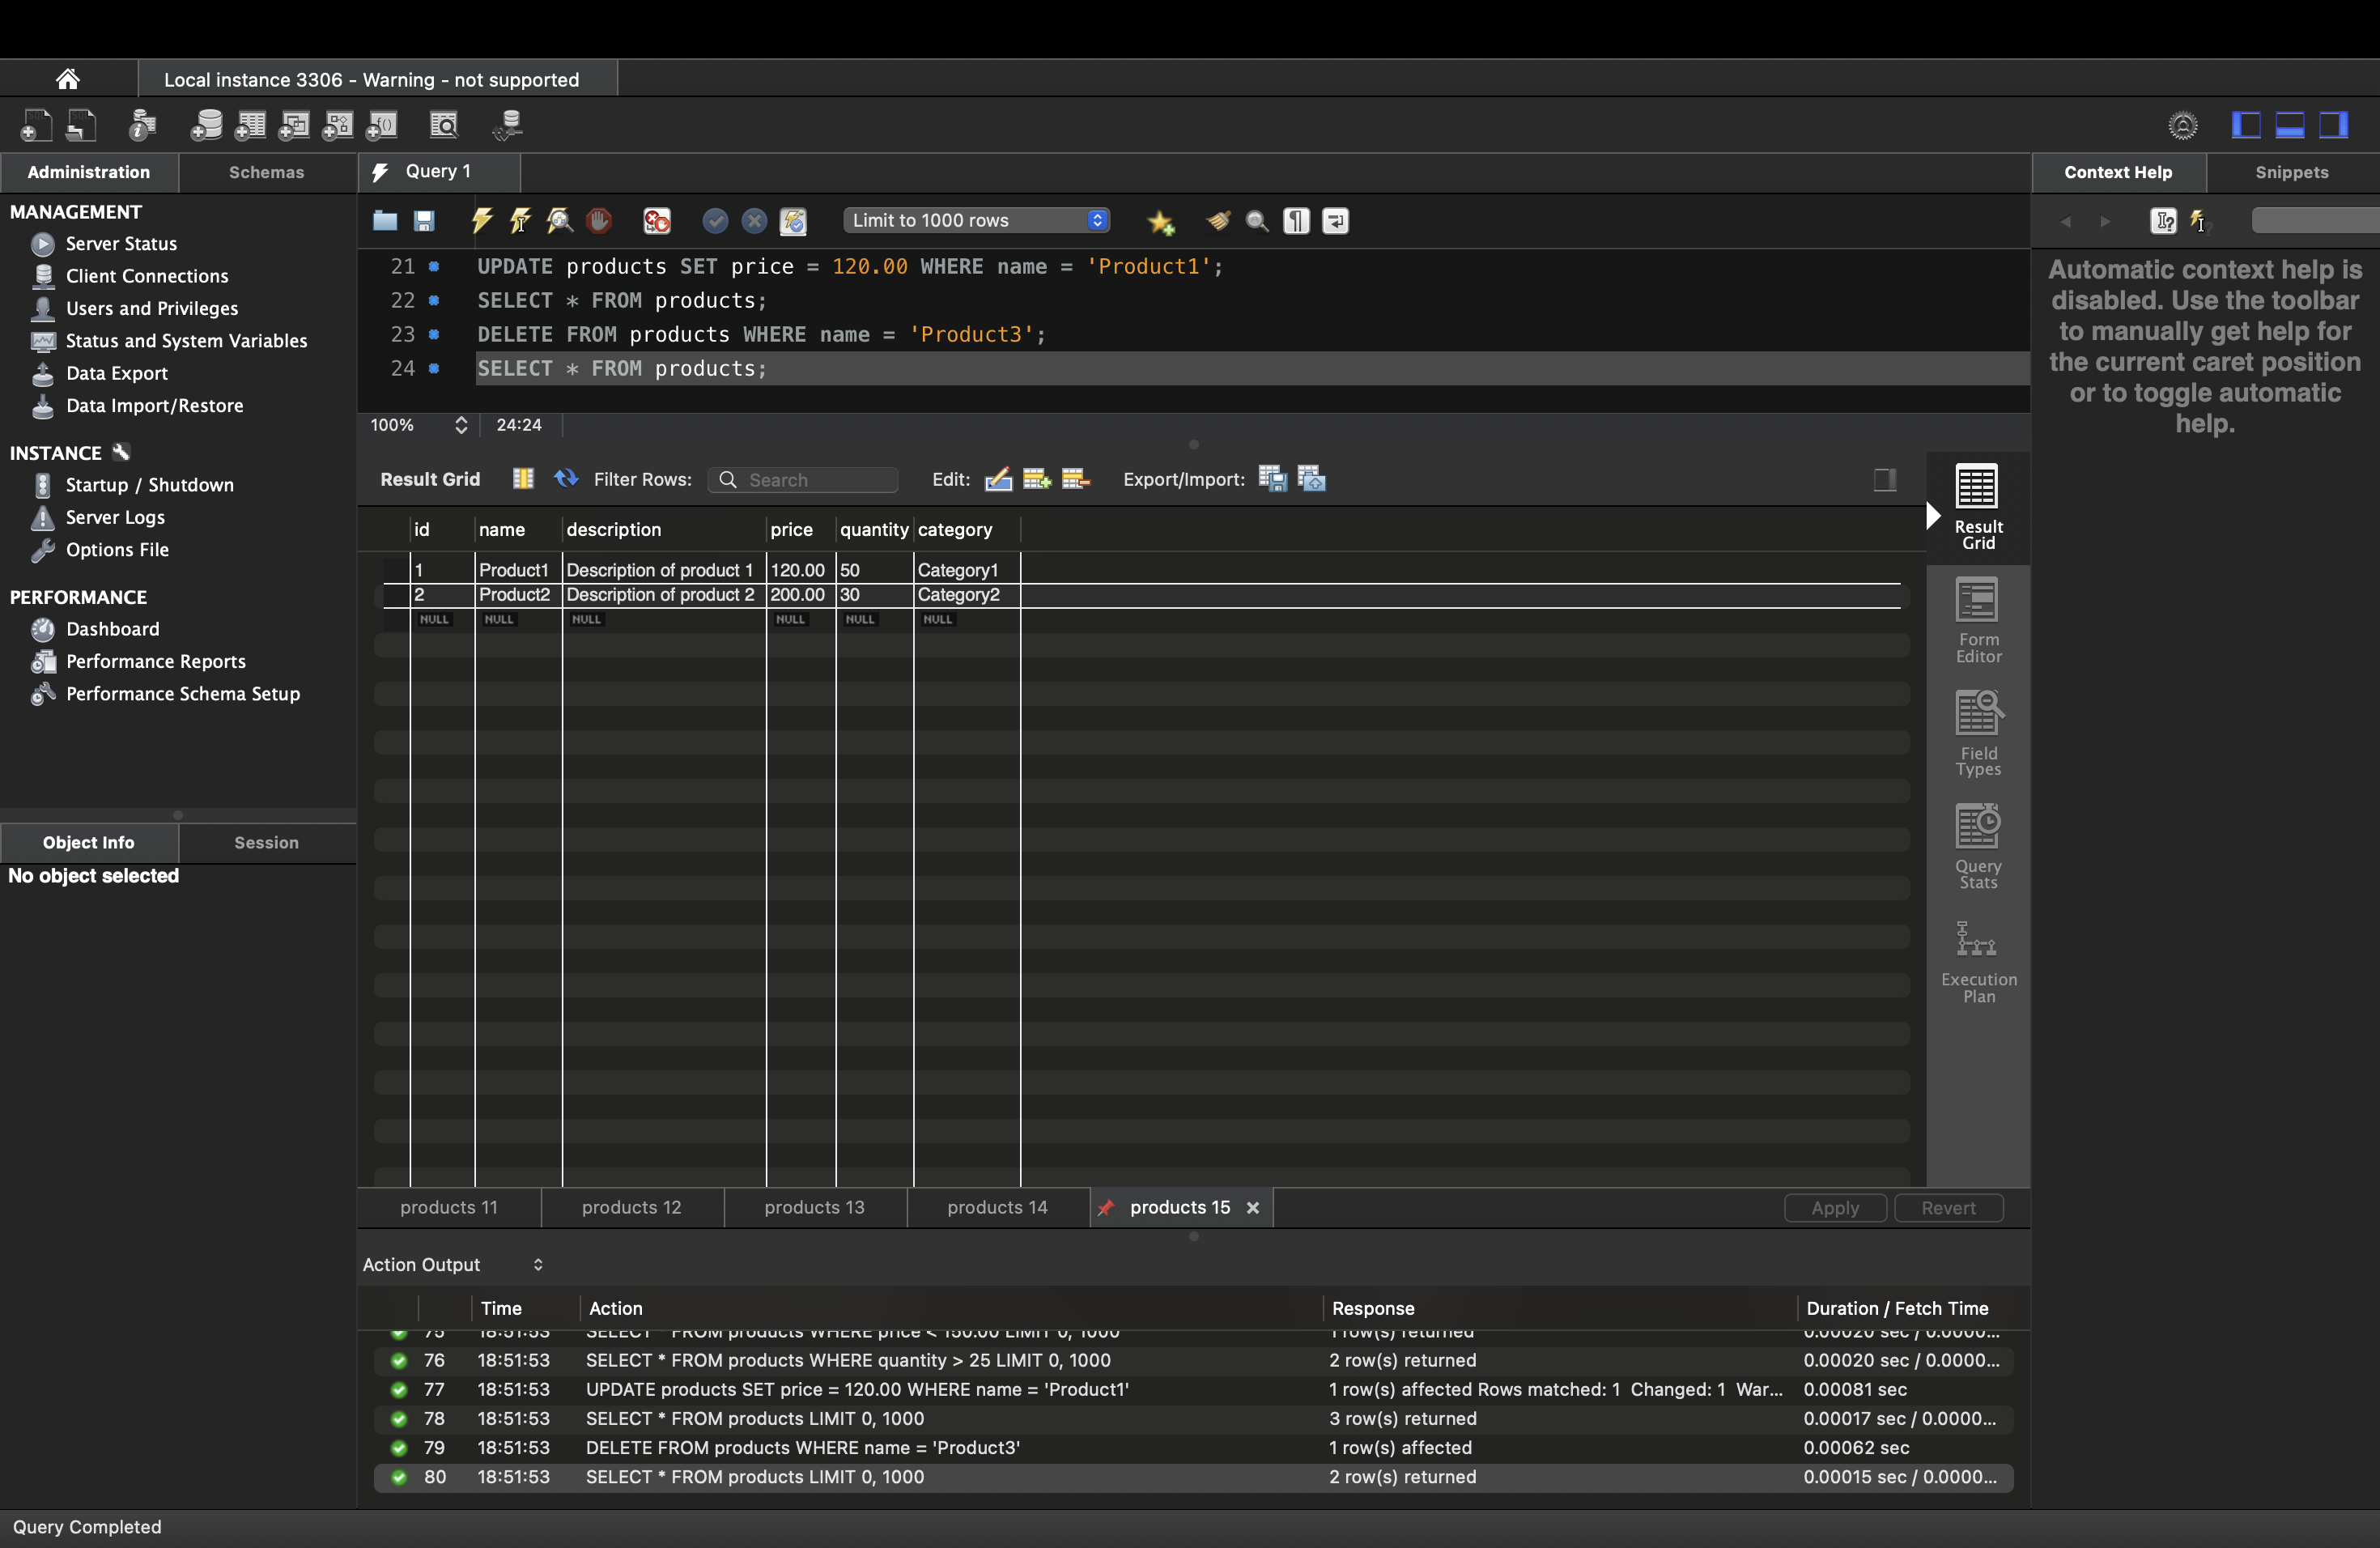 Local instance 3306 - Warning - not supported
Administration
Schemas
MANAGEMENT
Server Status
Client Connections
Users and Privileges
Status and System Variables
Data Export
Data Import/Restore
INSTANCE
Startup / Shutdown
Server Logs
Options File
PERFORMANCE
Dashboard
Performance Reports
Performance Schema Setup
Object Info
Session
No object selected
Query 1
Limit to 1000 rows
21 UPDATE products SET price = 120.00 WHERE name = 'Product1';
22 SELECT * FROM products;
23 DELETE FROM products WHERE name = 'Product3';
24 SELECT * FROM products;
100% 24:24
Result Grid Filter Rows: Search Edit: Export/Import:
id name description price quantity category
1 Product1 Description of product 1 120.00 50 Category1
2 Product2 Description of product 2 200.00 30 Category2
NULL NULL NULL NULL NULL NULL
Result
Grid
Form
Editor
Field
Types
Query
Stats
Execution
Plan
products 11 products 12 products 13 products 14 products 15
Apply Revert
Action Output
Time Action Response Duration / Fetch Time
75 18:51:53 SELECT * FROM products WHERE price < 150.00 LIMIT 0, 1000 1 row(s) returned 0.00020 sec / 0.0000...
76 18:51:53 SELECT * FROM products WHERE quantity > 25 LIMIT 0, 1000 2 row(s) returned 0.00020 sec / 0.0000...
77 18:51:53 UPDATE products SET price = 120.00 WHERE name = 'Product1' 1 row(s) affected Rows matched: 1 Changed: 1 War... 0.00081 sec
78 18:51:53 SELECT * FROM products LIMIT 0, 1000 3 row(s) returned 0.00017 sec / 0.0000...
79 18:51:53 DELETE FROM products WHERE name = 'Product3' 1 row(s) affected 0.00062 sec
80 18:51:53 SELECT * FROM products LIMIT 0, 1000 2 row(s) returned 0.00015 sec / 0.0000...
Context Help
Snippets
Automatic context help is
disabled. Use the toolbar
to manually get help for
the current caret position
or to toggle automatic
help.
Query Completed